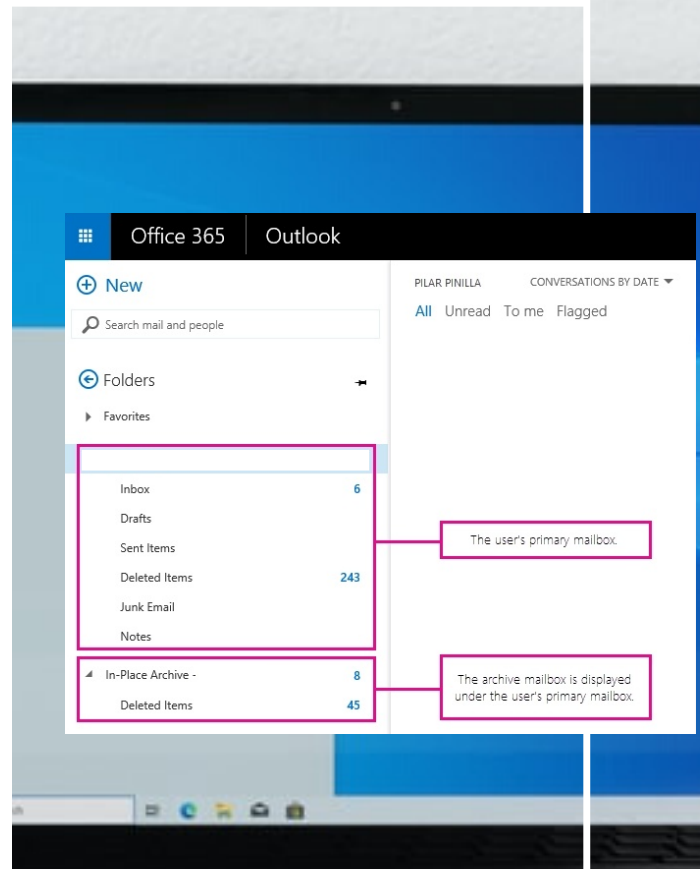 Office 365 Outlook
New
Search mail and people
Folders
Favorites
Inbox 6
Drafts
Sent Items
Deleted Items 243
Junk Email
Notes
In-Place Archive - 8
Deleted Items 45
PILAR PINILLA CONVERSATIONS BY DATE
All Unread To me Flagged
The user's primary mailbox.
The archive mailbox is displayed
under the user's primary mailbox.